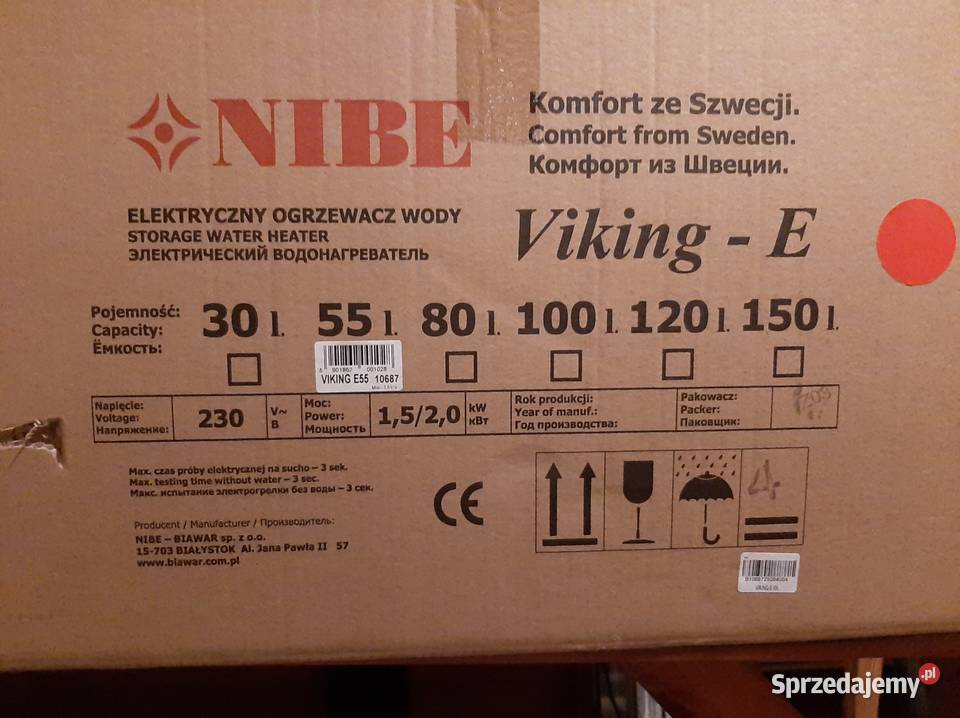 NIBE
Komfort ze Szwecji.
Comfort from Sweden.
Комфорт из Швеции.
ELEKTRYCZNY OGRZEWACZ WODY
STORAGE WATER HEATER
ЭЛЕКТРИЧЕСКИЙ ВОДОНАГРЕВАТЕЛЬ
Viking - E
Pojemność:
Capacity:
Ёмкость:
30 l. 55 l. 80 l. 100 l. 120 l. 150 l.
VIKING E55 10687
Napięcie:
Voltage:
Напряжение:
230
V~
В
Moc:
Power:
Мощность
1,5/2,0
kW
кВт
Rok produkcji:
Year of manuf.:
Год производства:
Pakowacz:
Packer:
Паковщик:
Max. czas próby elektrycznej na sucho – 3 sek.
Max. testing time without water – 3 sec.
Макс. испытание электрогрелки без воды – 3 сек.
Producent / Manufacturer / Производитель:
NIBE – BIAWAR sp. z o.o.
15-703 BIAŁYSTOK Al. Jana Pawła II 57
www.biawar.com.pl
CE
4
Sprzedajemy.pl